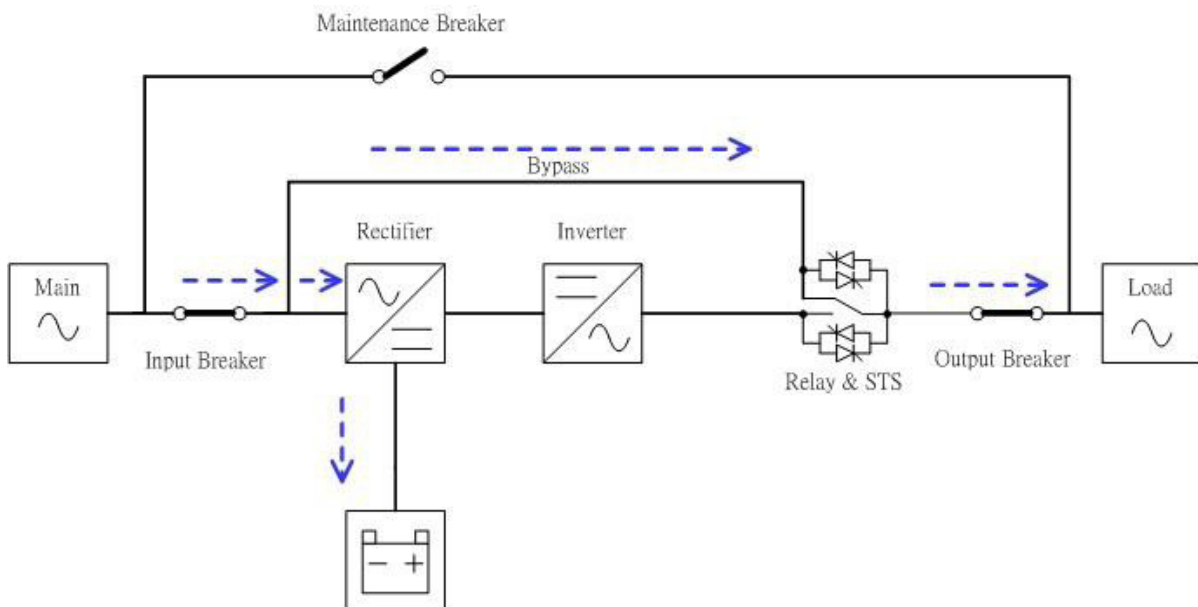 Maintenance Breaker
Bypass
Rectifier
Inverter
Main
Load
Input Breaker
Relay & STS
Output Breaker